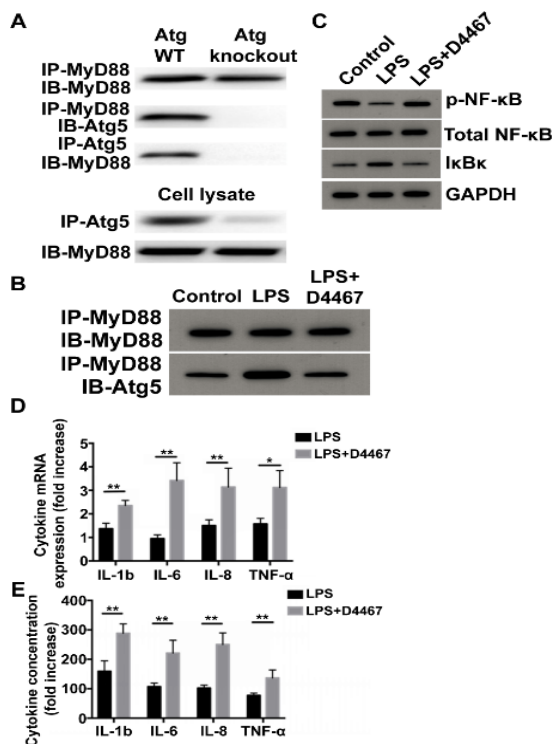 A
Atg WT
Atg knockout
IP-MyD88
IB-MyD88
IP-MyD88
IB-Atg5
IP-Atg5
IB-MyD88
Cell lysate
IP-Atg5
IB-MyD88
B
Control LPS LPS+ D4467
IP-MyD88
IB-MyD88
IP-MyD88
IB-Atg5
C
Control LPS LPS+D4467
p-NF-κB
Total NF-κB
IκBκ
GAPDH
D
LPS
LPS+D4467
Cytokine mRNA
expression (fold increase)
5
4
3
2
1
0
** ** ** *
IL-1b IL-6 IL-8 TNF-α
E
LPS
LPS+D4467
Cytokine concentration
(fold increase)
400
300
200
100
0
** ** ** **
IL-1b IL-6 IL-8 TNF-α